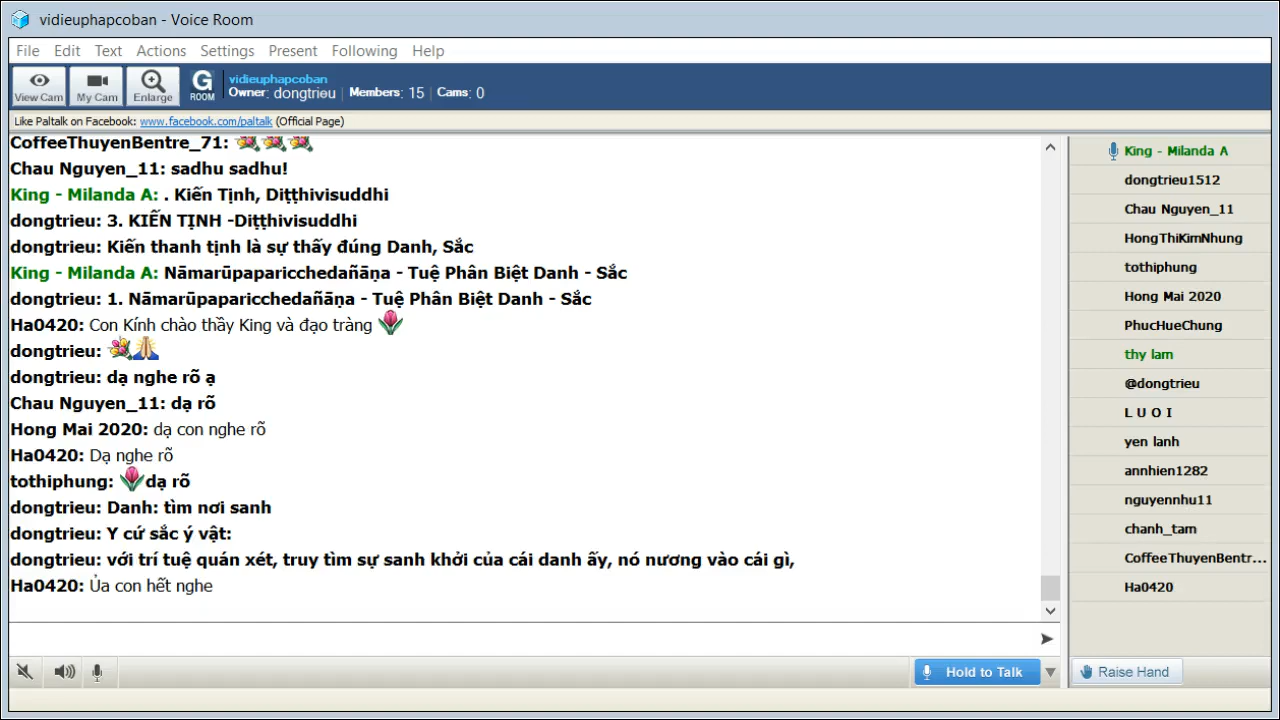 vidieuphapcoban - Voice Room
File Edit Text Actions Settings Present Following Help
View Cam My Cam Enlarge G ROOM
vidieuphapcoban
Owner: dongtrieu | Members: 15 | Cams: 0
Like Paltalk on Facebook: www.facebook.com/paltalk (Official Page)
CoffeeThuyenBentre_71:
Chau Nguyen_11: sadhu sadhu!
King - Milanda A: . Kiến Tịnh, Diṭṭhivisuddhi
dongtrieu: 3. KIẾN TỊNH -Diṭṭhivisuddhi
dongtrieu: Kiến thanh tịnh là sự thấy đúng Danh, Sắc
King - Milanda A: Nāmarūpaparicchedañāṇa - Tuệ Phân Biệt Danh - Sắc
dongtrieu: 1. Nāmarūpaparicchedañāṇa - Tuệ Phân Biệt Danh - Sắc
Ha0420: Con Kính chào thầy King và đạo tràng
dongtrieu:
dongtrieu: dạ nghe rõ ạ
Chau Nguyen_11: dạ rõ
Hong Mai 2020: dạ con nghe rõ
Ha0420: Dạ nghe rõ
tothiphung: dạ rõ
dongtrieu: Danh: tìm nơi sanh
dongtrieu: Y cứ sắc ý vật:
dongtrieu: với trí tuệ quán xét, truy tìm sự sanh khởi của cái danh ấy, nó nương vào cái gì,
Ha0420: Ủa con hết nghe
King - Milanda A
dongtrieu1512
Chau Nguyen_11
HongThiKimNhung
tothiphung
Hong Mai 2020
PhucHueChung
thy lam
@dongtrieu
L U O I
yen lanh
annhien1282
nguyennhu11
chanh_tam
CoffeeThuyenBentr...
Ha0420
Hold to Talk
Raise Hand